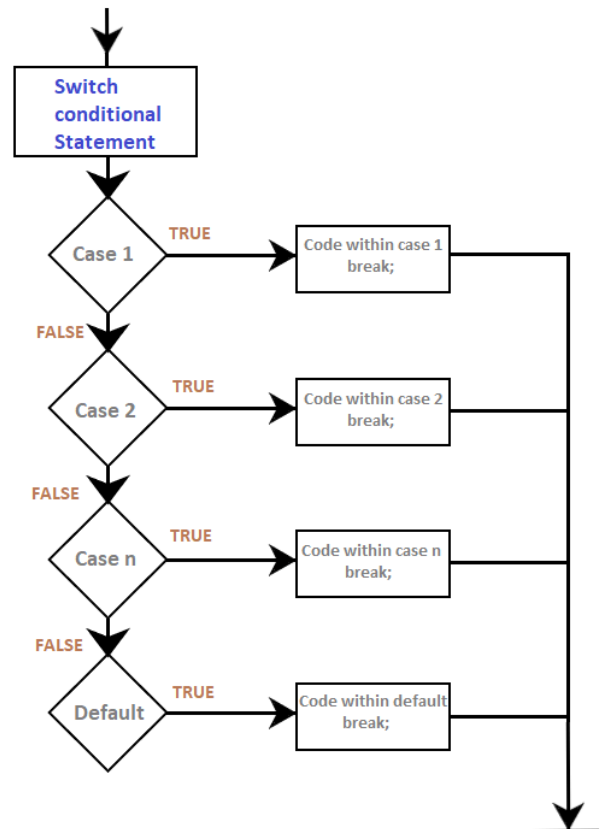 Switch
conditional
Statement
Case 1
TRUE
Code within case 1
break;
FALSE
Case 2
TRUE
Code within case 2
break;
FALSE
Case n
TRUE
Code within case n
break;
FALSE
Default
TRUE
Code within default
break;